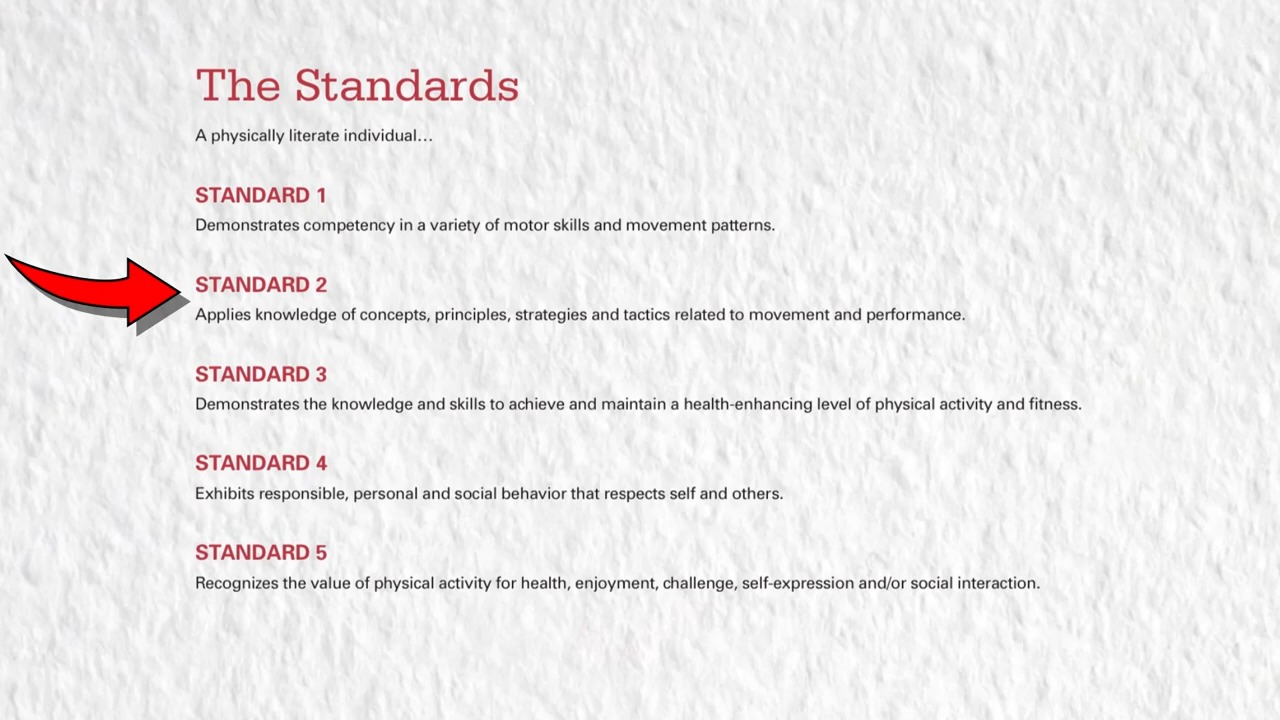 The Standards
A physically literate individual…
STANDARD 1
Demonstrates competency in a variety of motor skills and movement patterns.
STANDARD 2
Applies knowledge of concepts, principles, strategies and tactics related to movement and performance.
STANDARD 3
Demonstrates the knowledge and skills to achieve and maintain a health-enhancing level of physical activity and fitness.
STANDARD 4
Exhibits responsible, personal and social behavior that respects self and others.
STANDARD 5
Recognizes the value of physical activity for health, enjoyment, challenge, self-expression and/or social interaction.